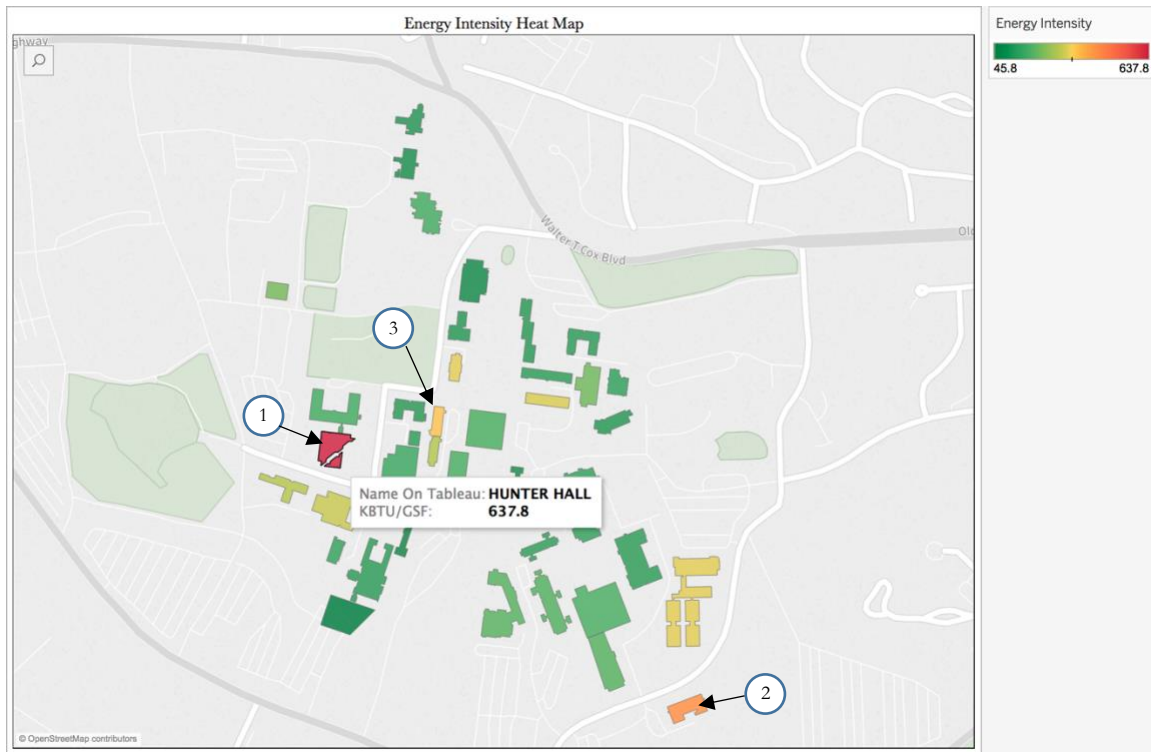 Energy Intensity Heat Map
Energy Intensity
45.8 637.8
ghway
Walter T Cox Blvd
Old
3
1
Name On Tableau: HUNTER HALL
KBTU/GSF: 637.8
2
© OpenStreetMap contributors